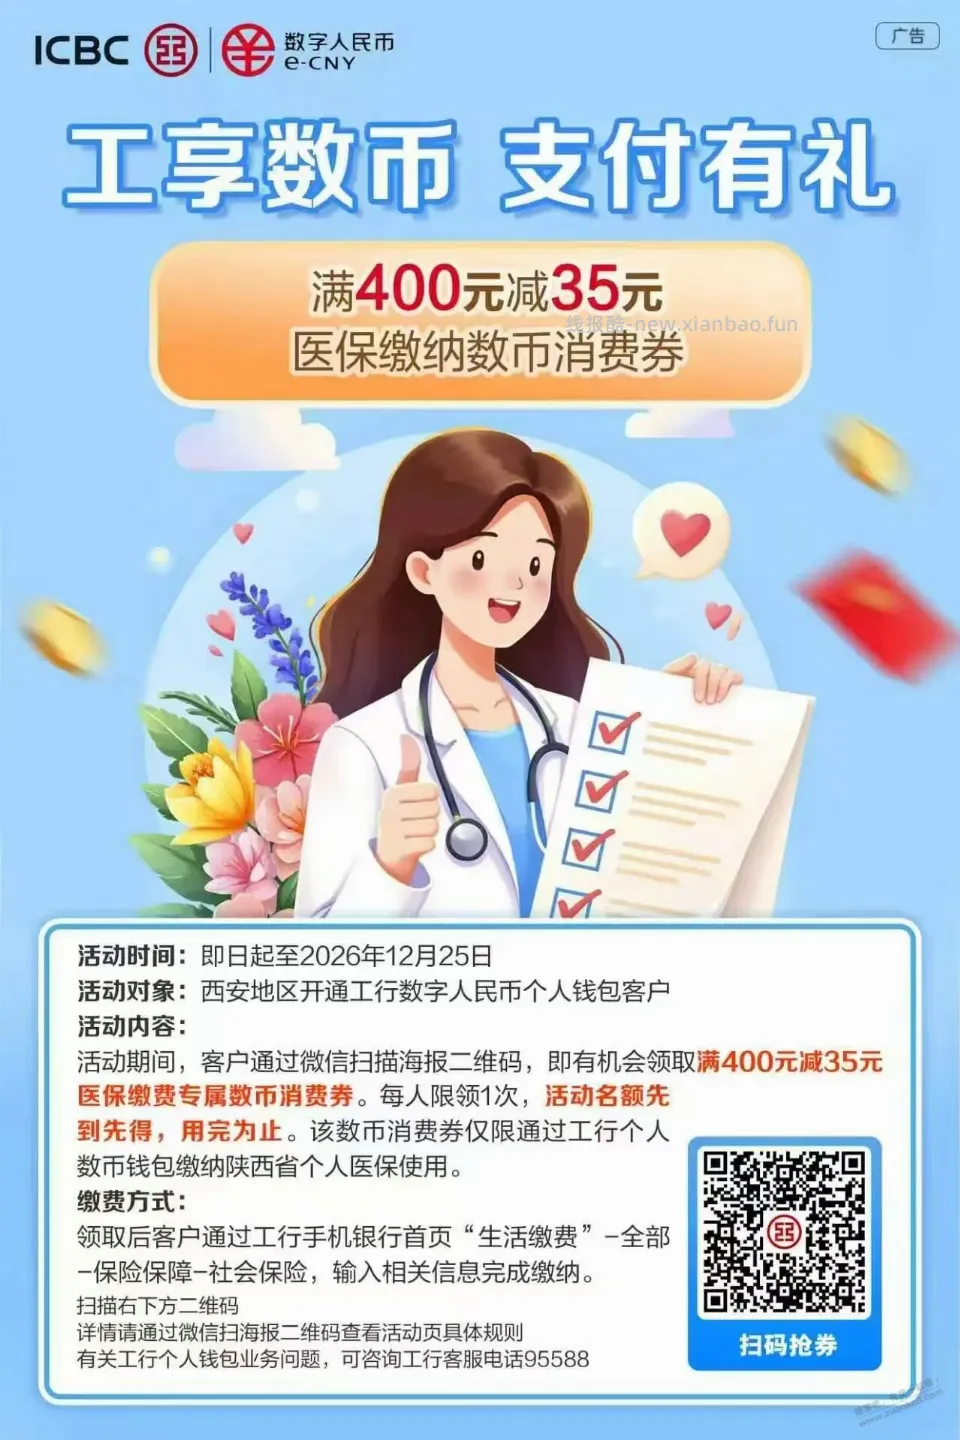 ICBC 数字人民币
e-CNY
广告
工享数币 支付有礼
满400元减35元
线报酷-new.xianbao.fun
医保缴纳数币消费券
活动时间：即日起至2026年12月25日
活动对象：西安地区开通工行数字人民币个人钱包客户
活动内容：
活动期间，客户通过微信扫描海报二维码，即有机会领取满400元减35元
医保缴费专属数币消费券。每人限领1次，活动名额先
到先得，用完为止。该数币消费券仅限通过工行个人
数币钱包缴纳陕西省个人医保使用。
缴费方式：
领取后客户通过工行手机银行首页“生活缴费”-全部
-保险保障-社会保险，输入相关信息完成缴纳。
扫描右下方二维码
详情请通过微信扫海报二维码查看活动页具体规则
有关工行个人钱包业务问题，可咨询工行客服电话95588
扫码抢券